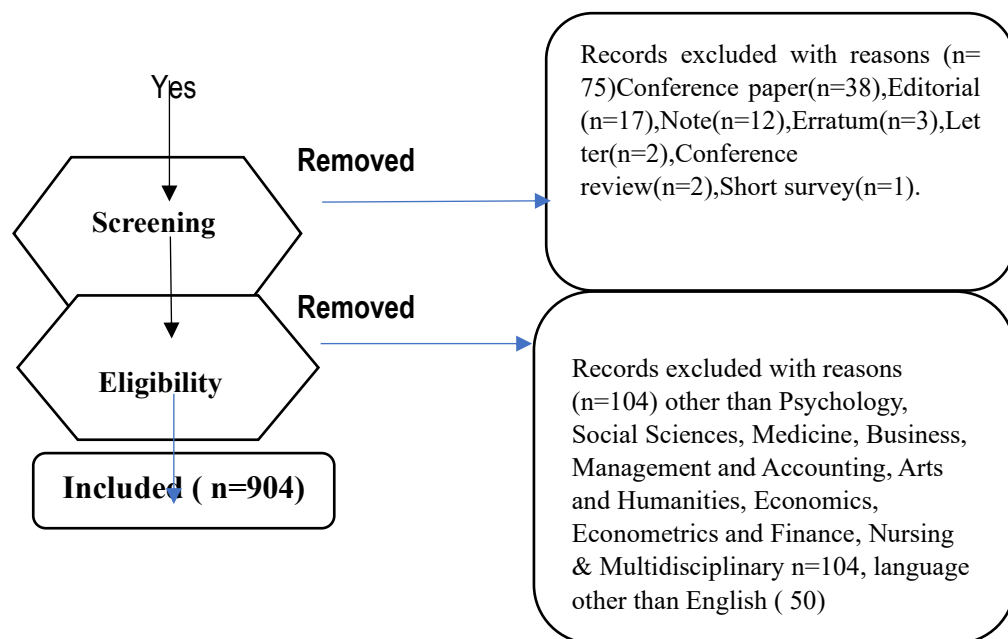 Yes
Removed
Records excluded with reasons (n=
75)Conference paper(n=38),Editorial
(n=17),Note(n=12),Erratum(n=3),Let
ter(n=2),Conference
review(n=2),Short survey(n=1).
Screening
Removed
Eligibility
Records excluded with reasons
(n=104) other than Psychology,
Social Sciences, Medicine, Business,
Management and Accounting, Arts
and Humanities, Economics,
Econometrics and Finance, Nursing
& Multidisciplinary n=104, language
other than English ( 50)
Included ( n=904)